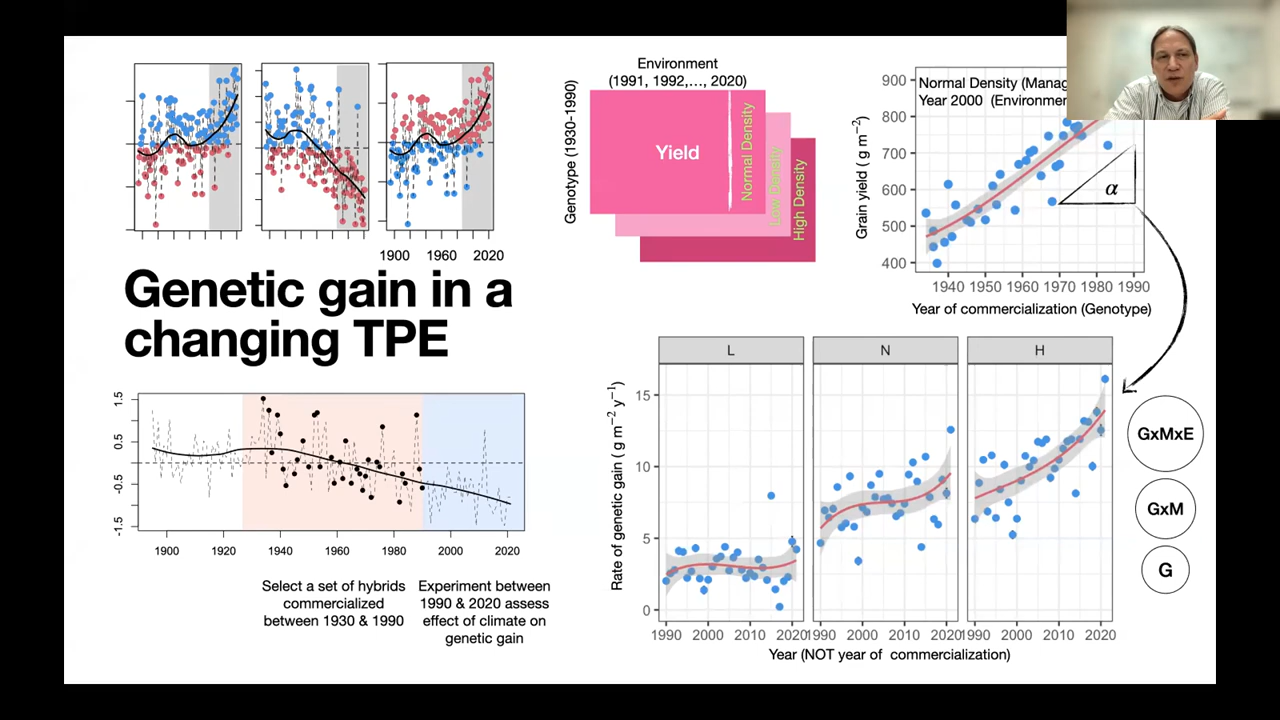 1900 1960 2020
Genetic gain in a
changing TPE
1.5
0.5
-0.5
-1.5
1900 1920 1940 1960 1980 2000 2020
Select a set of hybrids
commercialized
between 1930 & 1990
Experiment between
1990 & 2020 assess
effect of climate on
genetic gain
Environment
(1991, 1992,..., 2020)
Genotype (1930-1990)
Yield
Normal Density
Low Density
High Density
Normal Density (Manag
Year 2000 (Environmen
Grain yield ( g m⁻²)
900
800
700
600
500
400
α
1940 1950 1960 1970 1980 1990
Year of commercialization (Genotype)
L N H
Rate of genetic gain ( g m⁻² y⁻¹)
15
10
5
0
1990 2000 2010 2020 1990 2000 2010 2020 1990 2000 2010 2020
Year (NOT year of commercialization)
GxMxE
GxM
G